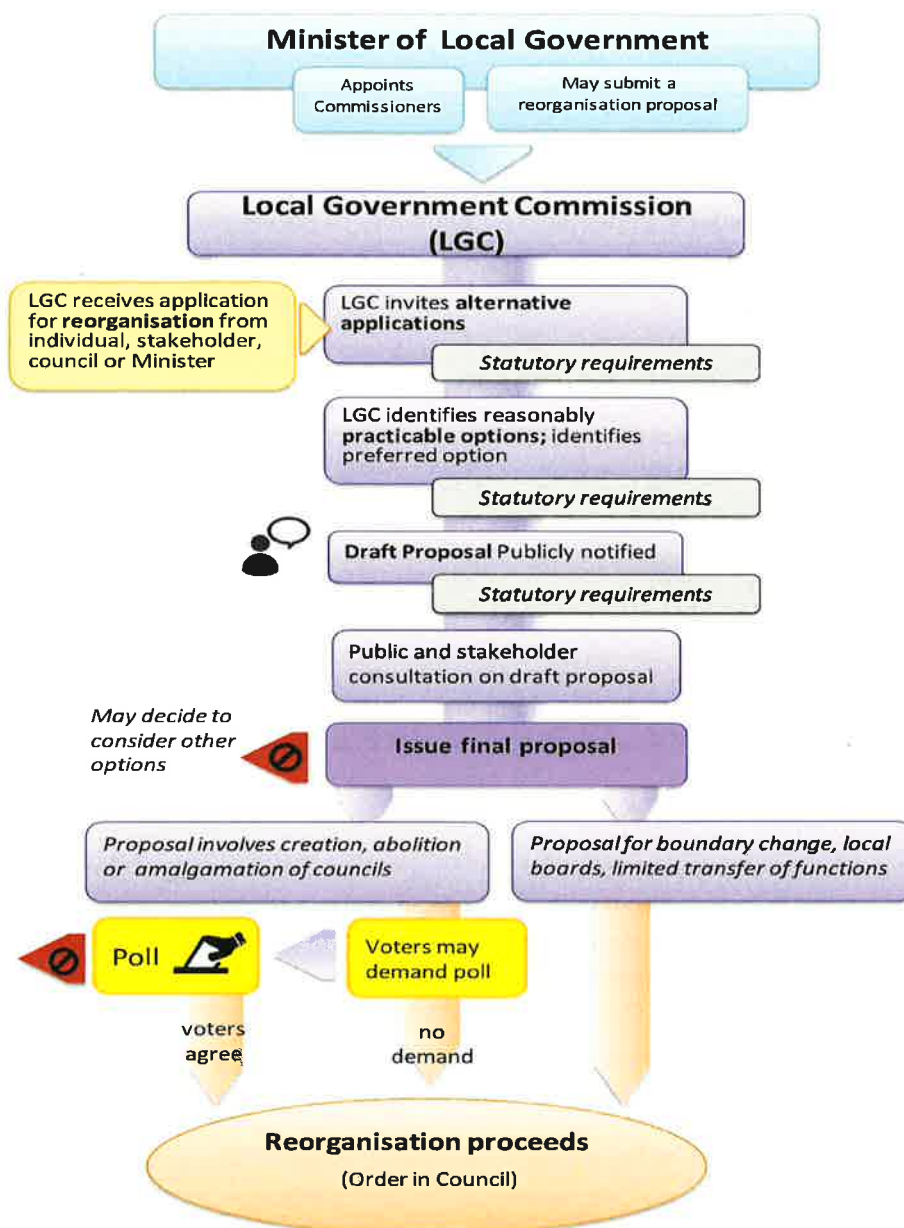 Minister of Local Government
Appoints
Commissioners
May submit a
reorganisation proposal
Local Government Commission
(LGC)
LGC receives application
for reorganisation from
individual, stakeholder,
council or Minister
LGC invites alternative
applications
Statutory requirements
LGC identifies reasonably
practicable options; identifies
preferred option
Statutory requirements
Draft Proposal Publicly notified
Statutory requirements
Public and stakeholder
consultation on draft proposal
May decide to
consider other
options
Issue final proposal
Proposal involves creation, abolition
or amalgamation of councils
Proposal for boundary change, local
boards, limited transfer of functions
Poll
Voters may
demand poll
voters
agree
no
demand
Reorganisation proceeds
(Order in Council)